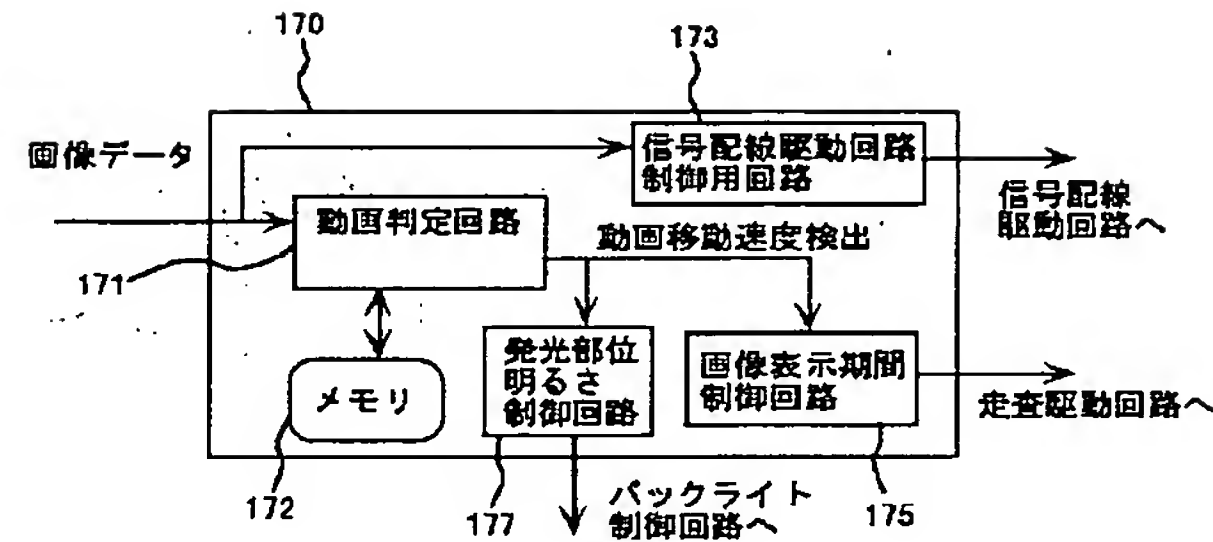 170
173
画像データ
信号配線駆動回路
制御用回路
信号配線
駆動回路へ
動画判定回路
動画移動速度検出
171
メモリ
発光部位
明るさ
制御回路
画像表示期間
制御回路
走査駆動回路へ
172
177
バックライト
制御回路へ
175